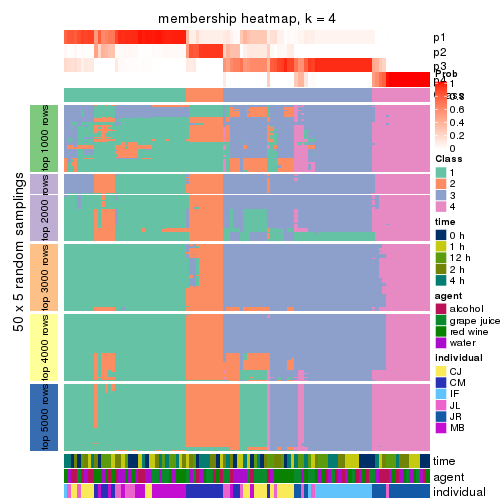 membership heatmap, k = 4
p1
p2
p3
p4
Prob
1
0.8
0.6
0.4
0.2
0
Class
1
2
3
4
time
0 h
1 h
12 h
2 h
4 h
agent
alcohol
grape juice
red wine
water
individual
CJ
CM
IF
JL
JR
MB
50 x 5 random samplings
top 1000 rows
rows
top 2000 rows
top 3000 rows
top 4000 rows
top 5000 rows
time
agent
individual